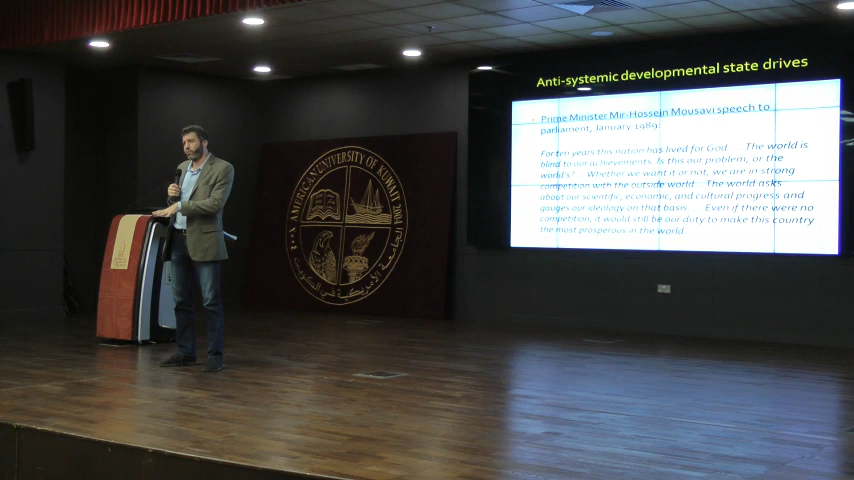 Anti-systemic developmental state drives
Prime Minister Mir-Hossein Mousavi speech to
parliament, January 1989:
For ten years this nation has lived for God. The world is
blind to our achievements. Is this our problem, or the
world's? Whether we want it or not, we are in strong
competition with the outside world. The world asks
about our scientific, economic, and cultural progress and
gauges our ideology on that basis. Even if there were no
competition, it would still be our duty to make this country
the most prosperous in the world.
AMERICAN UNIVERSITY OF KUWAIT 2004
الجامعة الأمريكية في الكويت